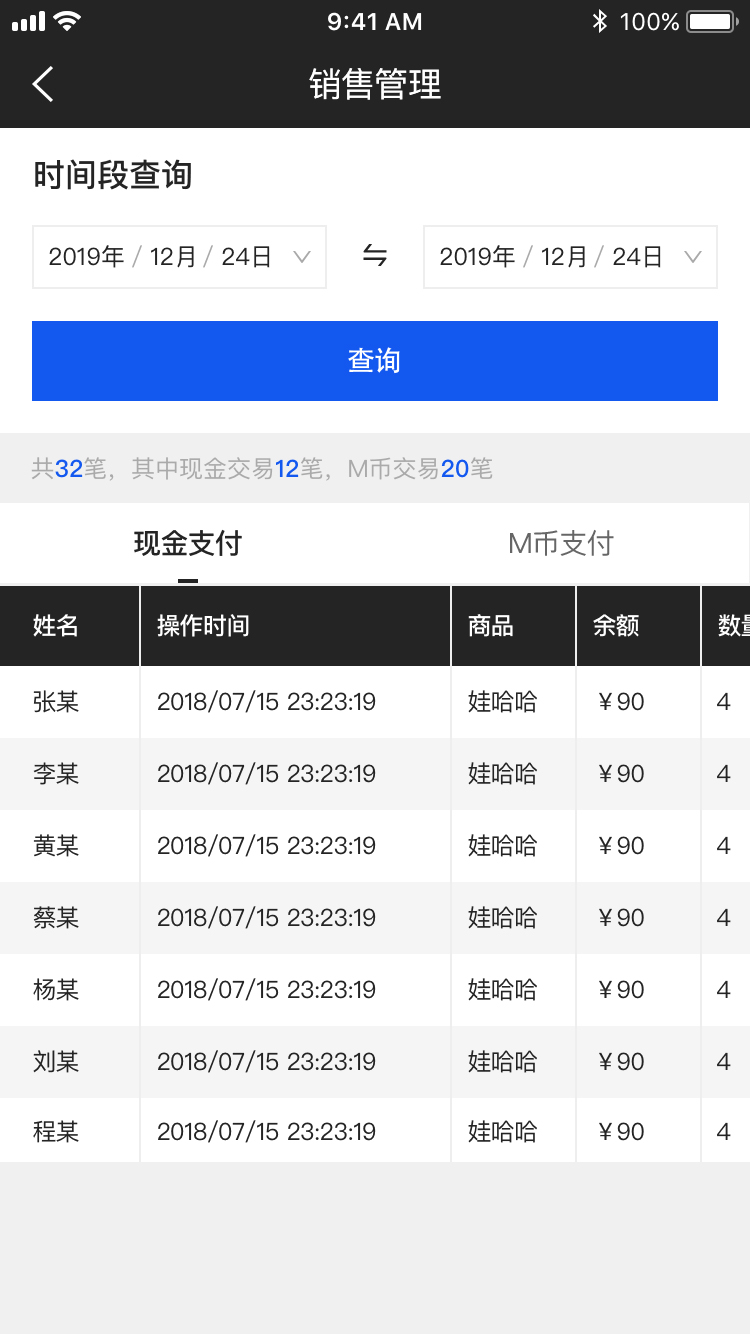 9:41 AM 100%
销售管理
时间段查询
2019年 / 12月 / 24日 2019年 / 12月 / 24日
查询
共32笔，其中现金交易12笔，M币交易20笔
现金支付 M币支付
姓名 操作时间 商品 余额 数量
张某 2018/07/15 23:23:19 娃哈哈 ¥90 4
李某 2018/07/15 23:23:19 娃哈哈 ¥90 4
黄某 2018/07/15 23:23:19 娃哈哈 ¥90 4
蔡某 2018/07/15 23:23:19 娃哈哈 ¥90 4
杨某 2018/07/15 23:23:19 娃哈哈 ¥90 4
刘某 2018/07/15 23:23:19 娃哈哈 ¥90 4
程某 2018/07/15 23:23:19 娃哈哈 ¥90 4